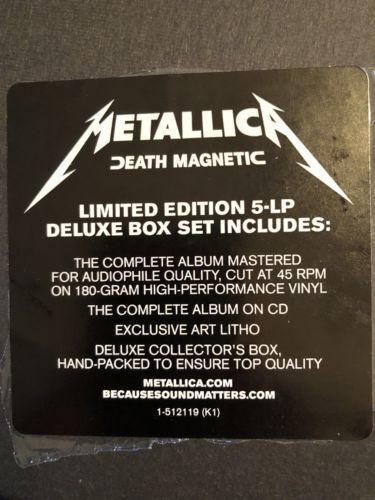 METALLICA
DEATH MAGNETIC
LIMITED EDITION 5-LP
DELUXE BOX SET INCLUDES:
THE COMPLETE ALBUM MASTERED
FOR AUDIOPHILE QUALITY, CUT AT 45 RPM
ON 180-GRAM HIGH-PERFORMANCE VINYL
THE COMPLETE ALBUM ON CD
EXCLUSIVE ART LITHO
DELUXE COLLECTOR'S BOX,
HAND-PACKED TO ENSURE TOP QUALITY
METALLICA.COM
BECAUSESOUNDMATTERS.COM
1-512119 (K1)